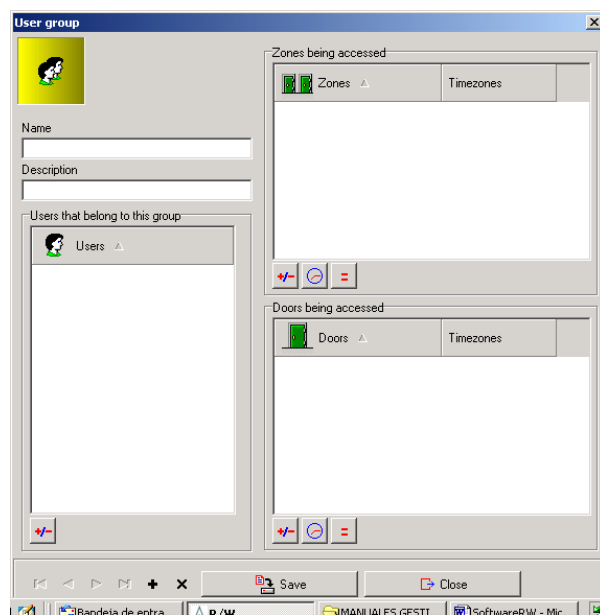 User group
Name
Description
Users that belong to this group
Users
+/-
Zones being accessed
Zones Timezones
+/- =
Doors being accessed
Doors Timezones
+/- =
Save Close
Bandeja de entra... MANUALES GESTI... SoftwareRW - Mic...